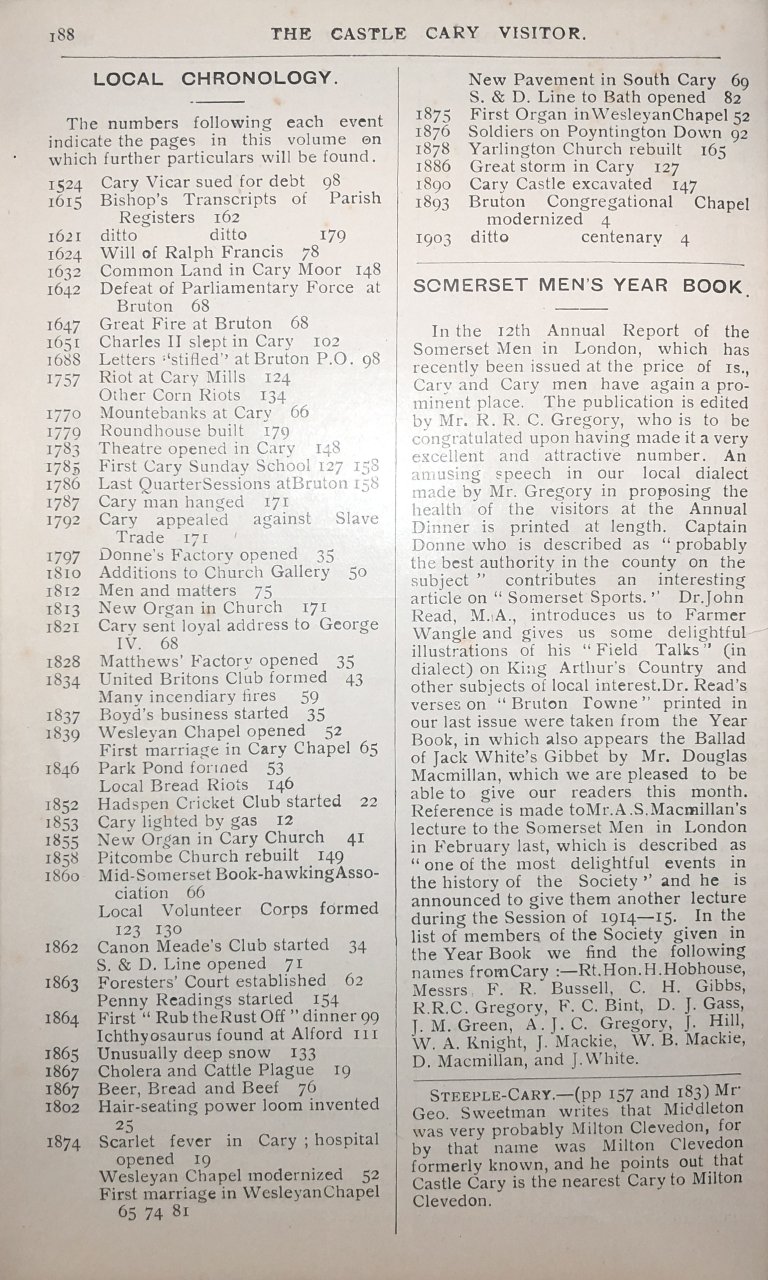 188
THE CASTLE CARY VISITOR.
LOCAL CHRONOLOGY.
The numbers following each event
indicate the pages in this volume on
which further particulars will be found.
1524 Cary Vicar sued for debt 98
1615 Bishop's Transcripts of Parish
Registers 162
1621 ditto ditto 179
1624 Will of Ralph Francis 78
1632 Common Land in Cary Moor 148
1642 Defeat of Parliamentary Force at
Bruton 68
1647 Great Fire at Bruton 68
1651 Charles II slept in Cary 102
1688 Letters "stifled" at Bruton P.O. 98
1757 Riot at Cary Mills 124
Other Corn Riots 134
1770 Mountebanks at Cary 66
1779 Roundhouse built 179
1783 Theatre opened in Cary 148
1785 First Cary Sunday School 127 158
1786 Last QuarterSessions atBruton 158
1787 Cary man hanged 171
1792 Cary appealed against Slave
Trade 171
1797 Donne's Factory opened 35
1810 Additions to Church Gallery 50
1812 Men and matters 75
1813 New Organ in Church 171
1821 Cary sent loyal address to George
IV. 68
1828 Matthews' Factory opened 35
1834 United Britons Club formed 43
Many incendiary fires 59
1837 Boyd's business started 35
1839 Wesleyan Chapel opened 52
First marriage in Cary Chapel 65
1846 Park Pond formed 53
Local Bread Riots 146
1852 Hadspen Cricket Club started 22
1853 Cary lighted by gas 12
1855 New Organ in Cary Church 41
1858 Pitcombe Church rebuilt 149
1860 Mid-Somerset Book-hawkingAsso-
ciation 66
Local Volunteer Corps formed
123 130
1862 Canon Meade's Club started 34
S. & D. Line opened 71
1863 Foresters' Court established 62
Penny Readings started 154
1864 First "Rub theRust Off" dinner 99
Ichthyosaurus found at Alford 111
1865 Unusually deep snow 133
1867 Cholera and Cattle Plague 19
1867 Beer, Bread and Beef 76
1802 Hair-seating power loom invented
25
1874 Scarlet fever in Cary ; hospital
opened 19
Wesleyan Chapel modernized 52
First marriage in WesleyanChapel
65 74 81
New Pavement in South Cary 69
S. & D. Line to Bath opened 82
1875 First Organ inWesleyanChapel 52
1876 Soldiers on Poyntington Down 92
1878 Yarlington Church rebuilt 165
1886 Great storm in Cary 127
1890 Cary Castle excavated 147
1893 Bruton Congregational Chapel
modernized 4
1903 ditto centenary 4
SOMERSET MEN'S YEAR BOOK.
In the 12th Annual Report of the
Somerset Men in London, which has
recently been issued at the price of 1s.,
Cary and Cary men have again a pro-
minent place. The publication is edited
by Mr. R. R. C. Gregory, who is to be
congratulated upon having made it a very
excellent and attractive number. An
amusing speech in our local dialect
made by Mr. Gregory in proposing the
health of the visitors at the Annual
Dinner is printed at length. Captain
Donne who is described as "probably
the best authority in the county on the
subject" contributes an interesting
article on "Somerset Sports." Dr.John
Read, M.A., introduces us to Farmer
Wangle and gives us some delightful
illustrations of his "Field Talks" (in
dialect) on King Arthur's Country and
other subjects of local interest.Dr. Read's
verses on "Bruton Towne" printed in
our last issue were taken from the Year
Book, in which also appears the Ballad
of Jack White's Gibbet by Mr. Douglas
Macmillan, which we are pleased to be
able to give our readers this month.
Reference is made toMr.A.S.Macmillan's
lecture to the Somerset Men in London
in February last, which is described as
"one of the most delightful events in
the history of the Society" and he is
announced to give them another lecture
during the Session of 1914—15. In the
list of members of the Society given in
the Year Book we find the following
names fromCary :—Rt.Hon.H.Hobhouse,
Messrs. F. R. Bussell, C. H. Gibbs,
R.R.C. Gregory, F. C. Bint, D. J. Gass,
J. M. Green, A. J. C. Gregory, J. Hill,
W. A. Knight, J. Mackie, W. B. Mackie,
D. Macmillan, and J.White.
STEEPLE-CARY.—(pp 157 and 183) Mr.
Geo. Sweetman writes that Middleton
was very probably Milton Clevedon, for
by that name was Milton Clevedon
formerly known, and he points out that
Castle Cary is the nearest Cary to Milton
Clevedon.